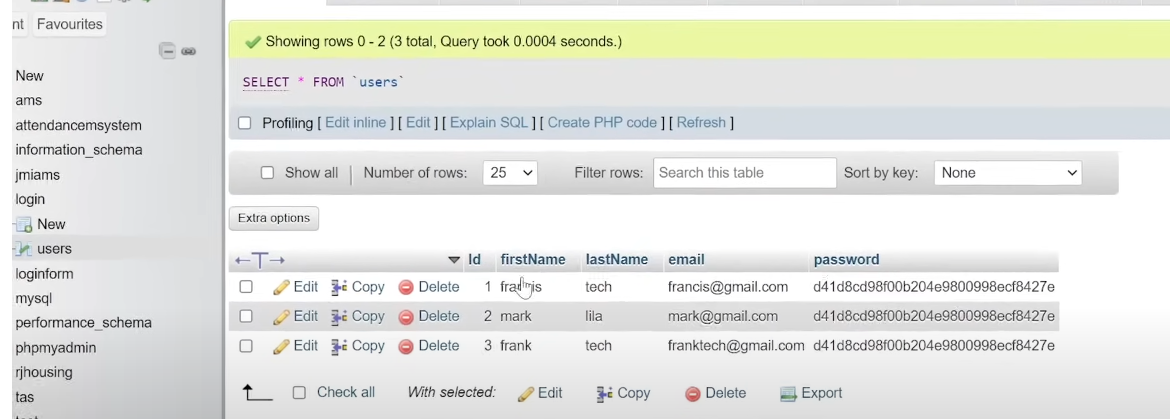 nt Favourites
New
ams
attendancemsystem
information_schema
jmiams
login
New
users
loginform
mysql
performance_schema
phpmyadmin
rjhousing
tas
Showing rows 0 - 2 (3 total, Query took 0.0004 seconds.)
SELECT * FROM `users`
Profiling [ Edit inline ] [ Edit ] [ Explain SQL ] [ Create PHP code ] [ Refresh ]
Show all Number of rows: 25 Filter rows: Search this table Sort by key: None
Extra options
Id firstName lastName email password
Edit Copy Delete 1 francis tech francis@gmail.com d41d8cd98f00b204e9800998ecf8427e
Edit Copy Delete 2 mark lila mark@gmail.com d41d8cd98f00b204e9800998ecf8427e
Edit Copy Delete 3 frank tech franktech@gmail.com d41d8cd98f00b204e9800998ecf8427e
Check all With selected: Edit Copy Delete Export